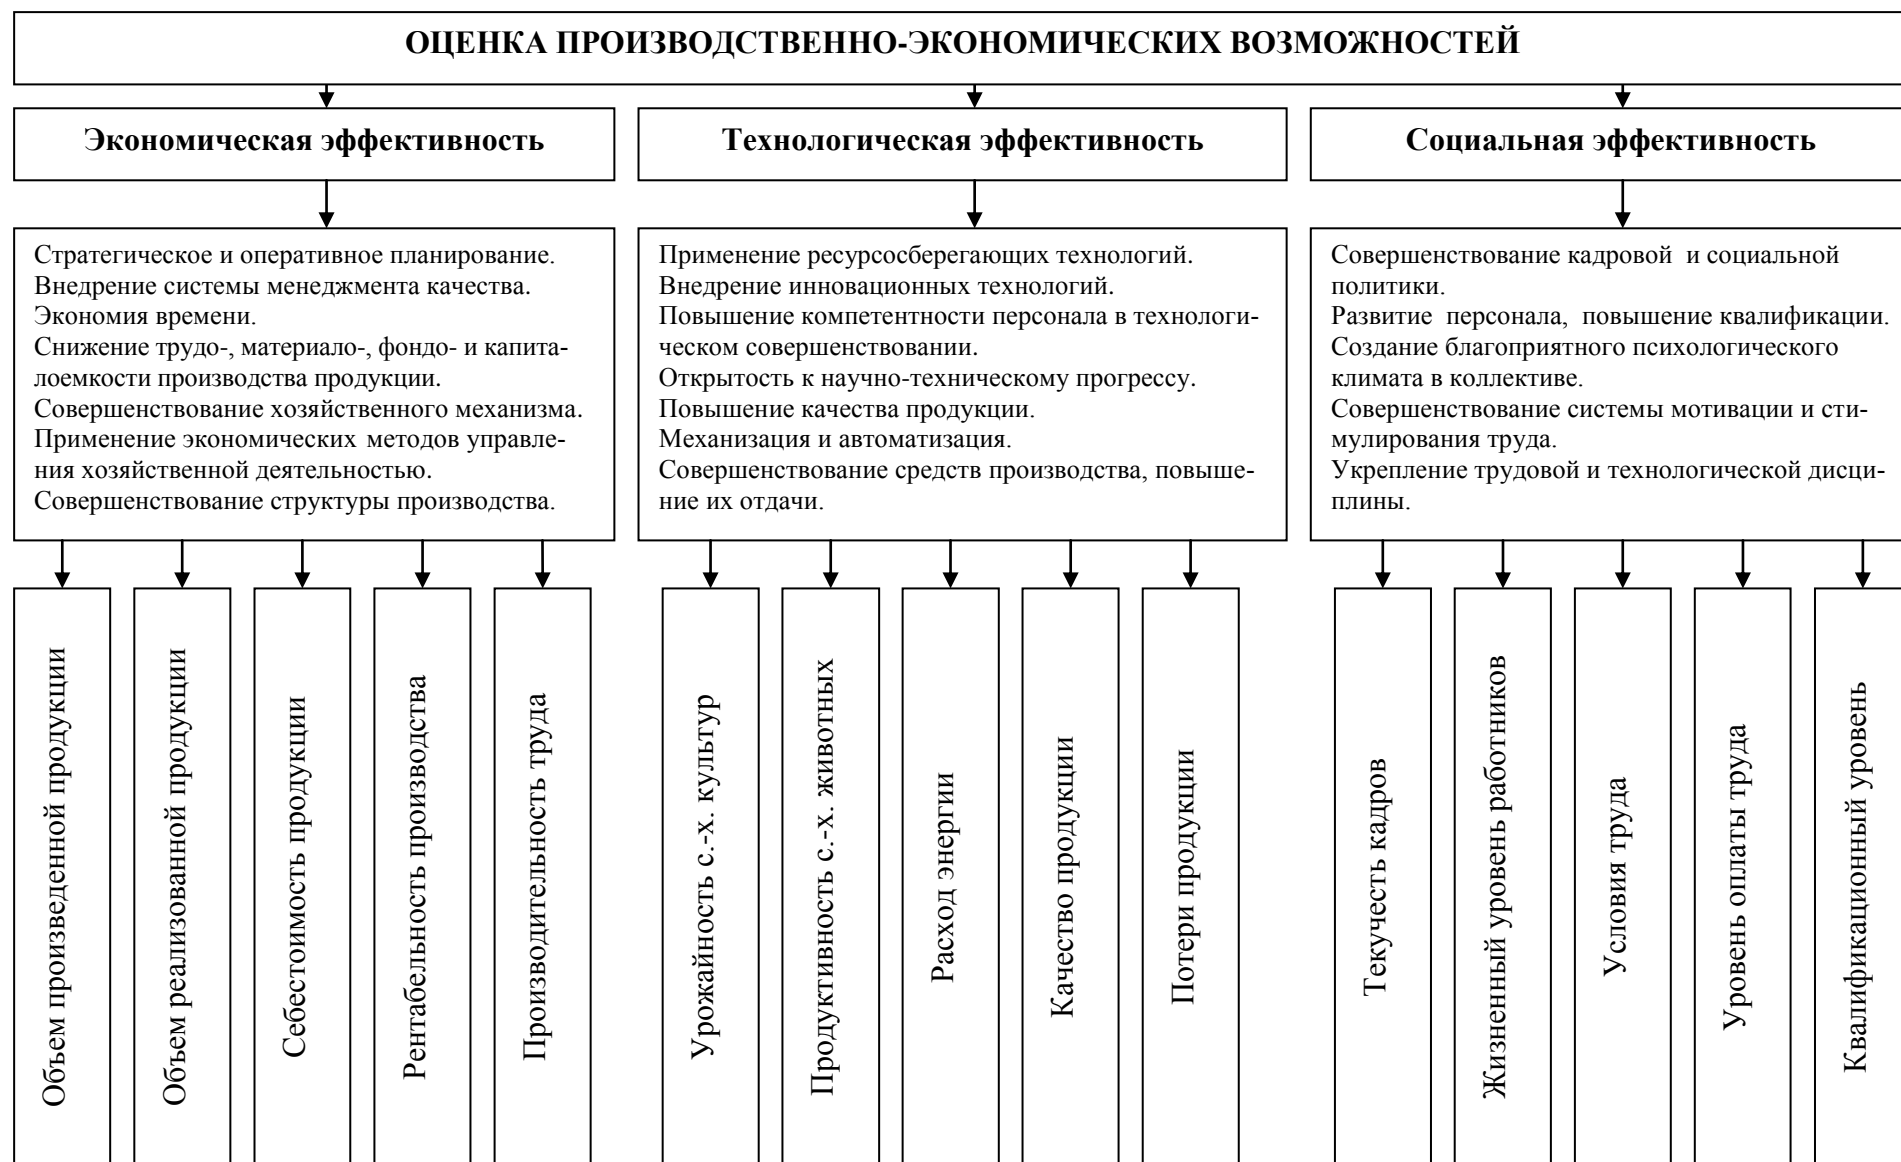 ОЦЕНКА ПРОИЗВОДСТВЕННО-ЭКОНОМИЧЕСКИХ ВОЗМОЖНОСТЕЙ
Экономическая эффективность
Технологическая эффективность
Социальная эффективность
Стратегическое и оперативное планирование.
Внедрение системы менеджмента качества.
Экономия времени.
Снижение трудо-, материало-, фондо- и капита-
лоемкости производства продукции.
Совершенствование хозяйственного механизма.
Применение экономических методов управле-
ния хозяйственной деятельностью.
Совершенствование структуры производства.
Применение ресурсосберегающих технологий.
Внедрение инновационных технологий.
Повышение компетентности персонала в технологи-
ческом совершенствовании.
Открытость к научно-техническому прогрессу.
Повышение качества продукции.
Механизация и автоматизация.
Совершенствование средств производства, повыше-
ние их отдачи.
Совершенствование кадровой и социальной
политики.
Развитие персонала, повышение квалификации.
Создание благоприятного психологического
климата в коллективе.
Совершенствование системы мотивации и сти-
мулирования труда.
Укрепление трудовой и технологической дисци-
плины.
Объем произведенной продукции
Объем реализованной продукции
Себестоимость продукции
Рентабельность производства
Производительность труда
Урожайность с.-х. культур
Продуктивность с.-х. животных
Расход энергии
Качество продукции
Потери продукции
Текучесть кадров
Жизненный уровень работников
Условия труда
Уровень оплаты труда
Квалификационный уровень